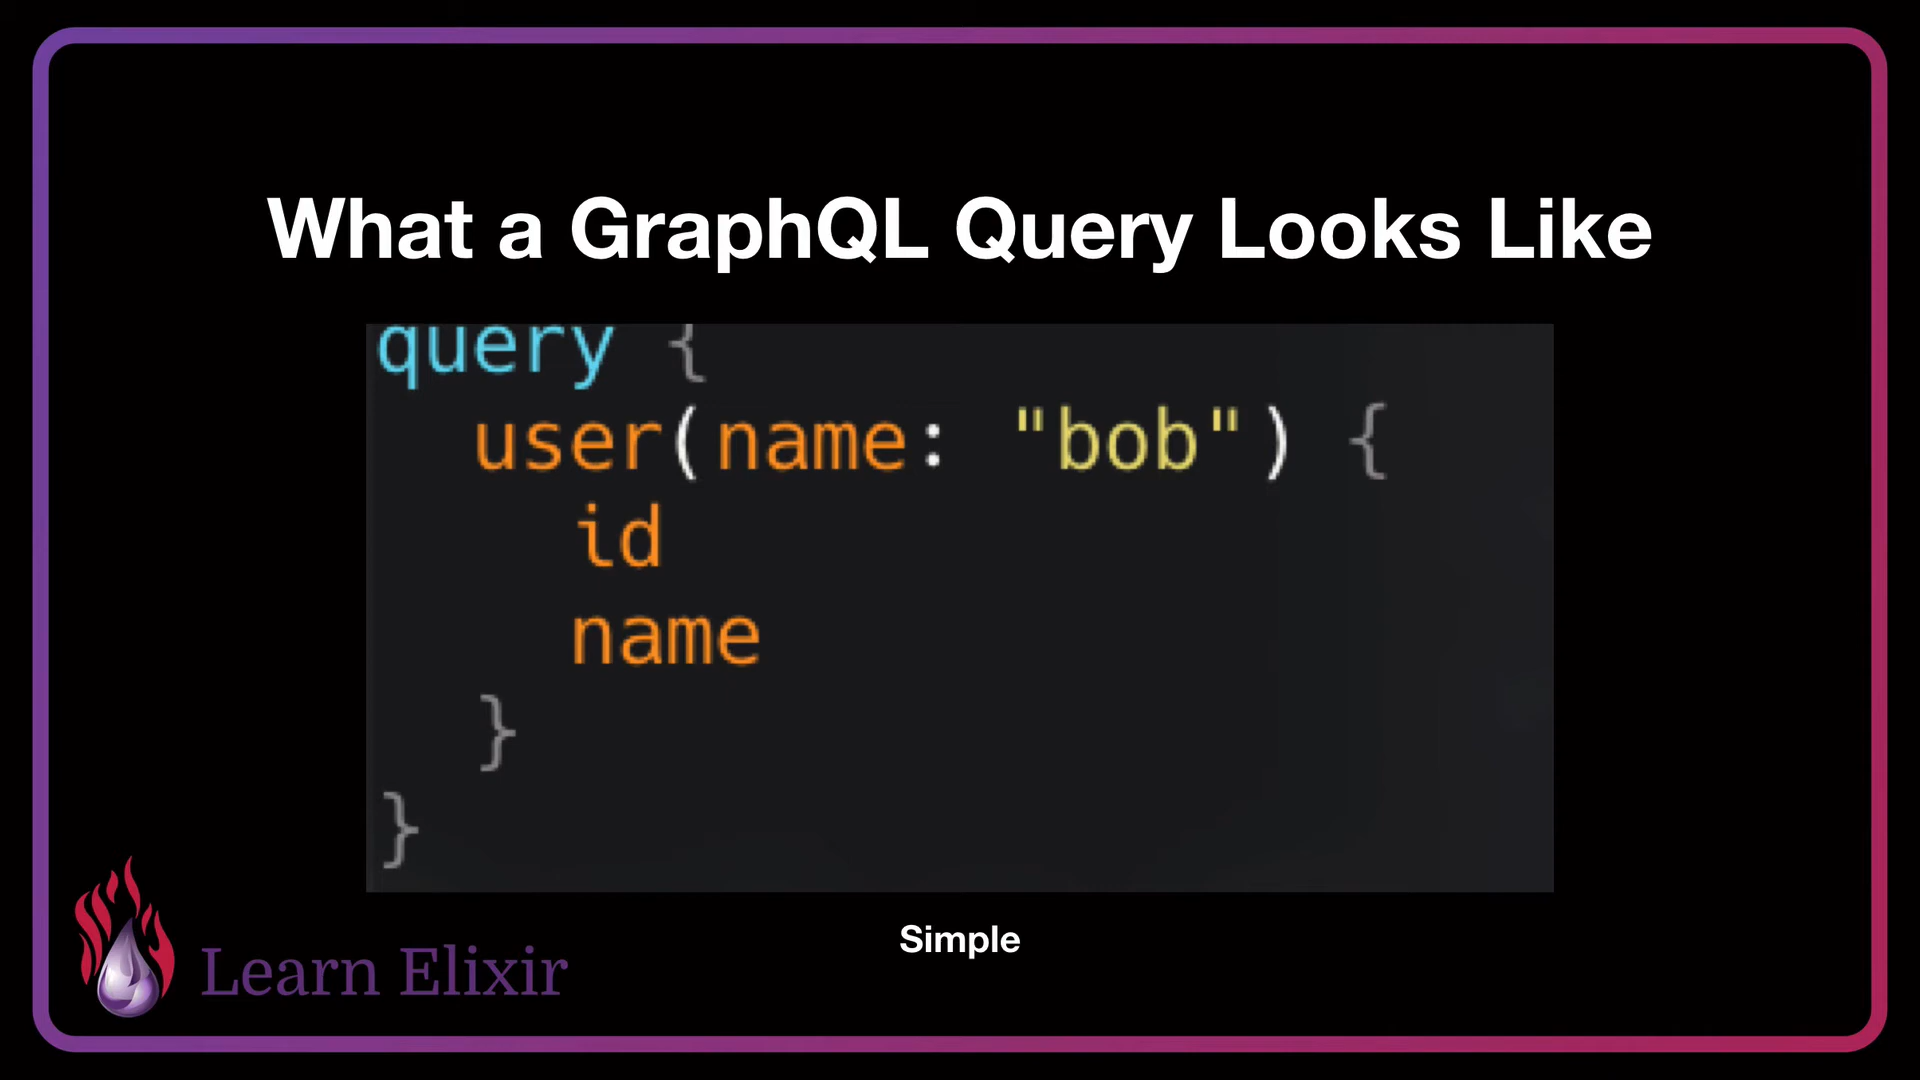 What a GraphQL Query Looks Like
query {
  user(name: "bob") {
    id
    name
  }
}
Simple
Learn Elixir